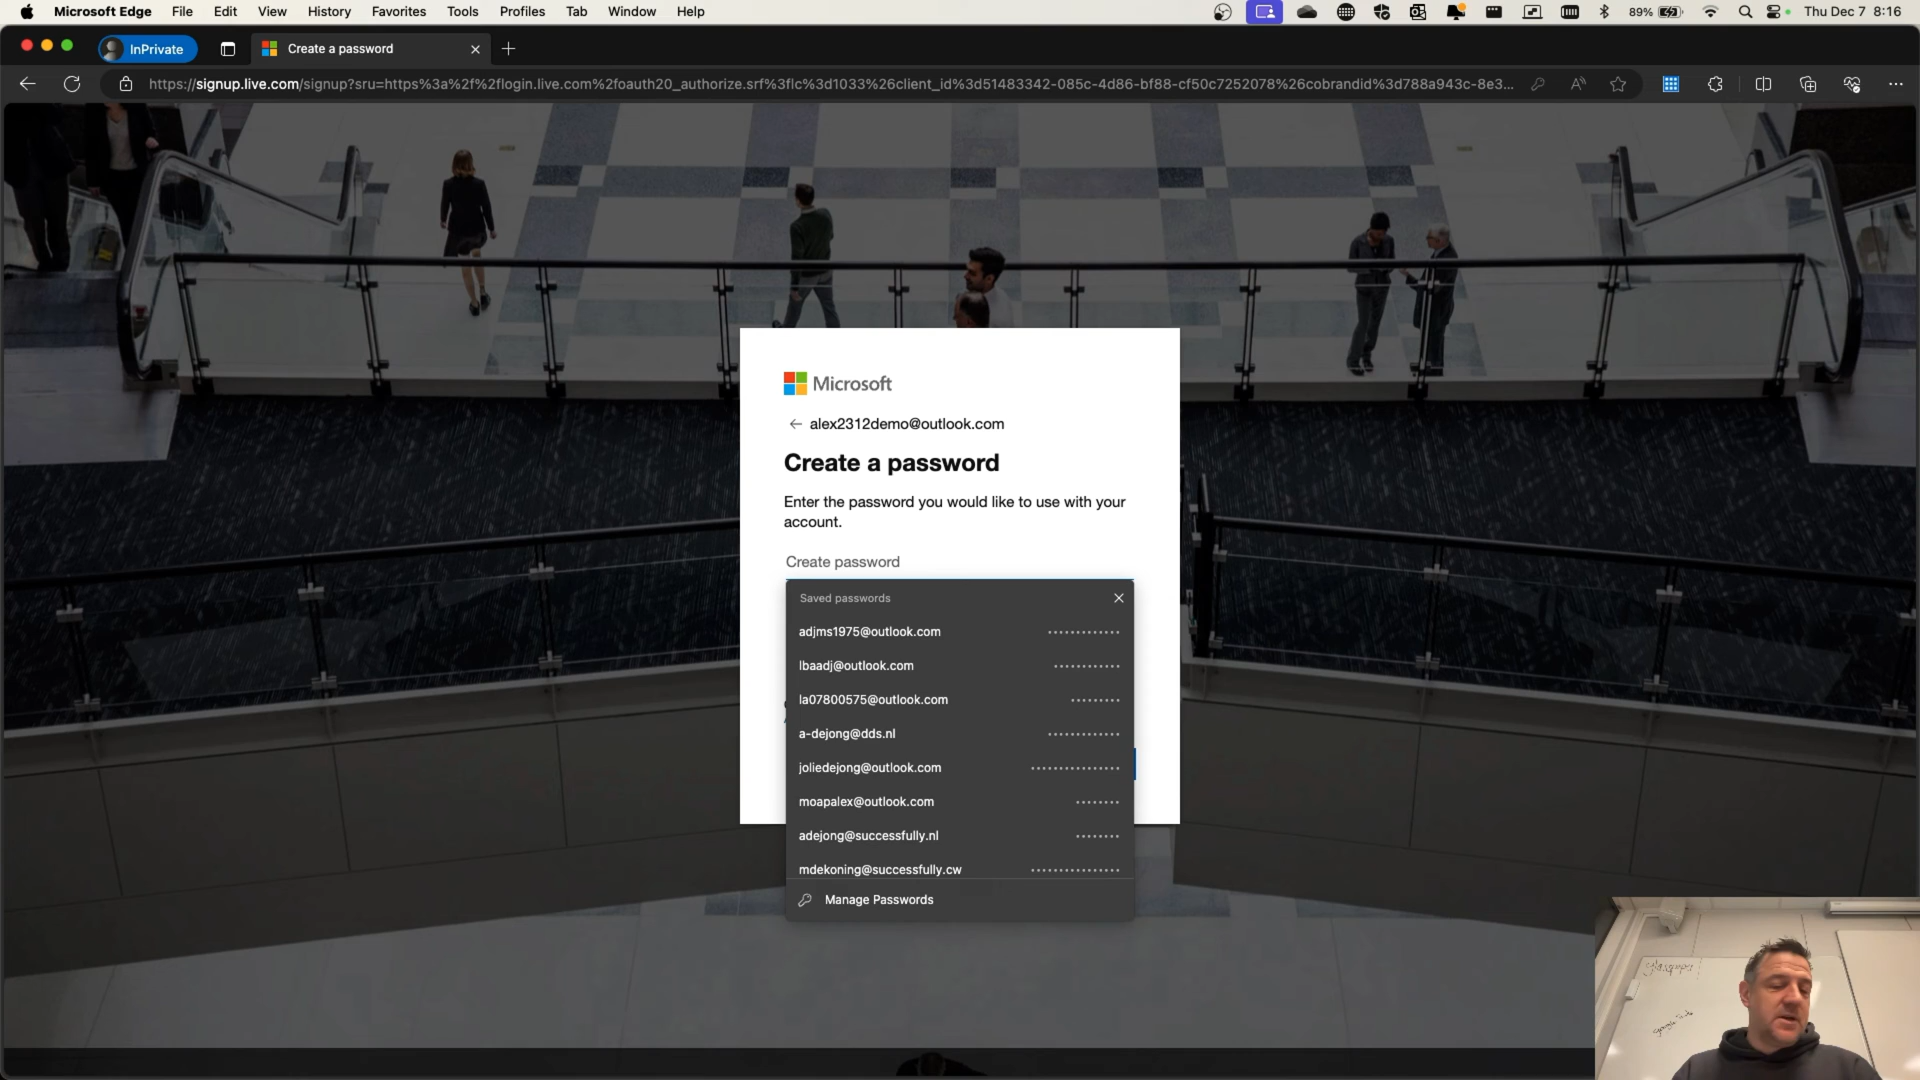 Microsoft Edge File Edit View History Favorites Tools Profiles Tab Window Help 89% Thu Dec 7 8:16
InPrivate Create a password
https://signup.live.com/signup?sru=https%3a%2f%2flogin.live.com%2foauth20_authorize.srf%3flc%3d1033%26client_id%3d51483342-085c-4d86-bf88-cf50c7252078%26cobrandid%3d788a943c-8e3...
Microsoft
alex2312demo@outlook.com
Create a password
Enter the password you would like to use with your
account.
Create password
Saved passwords
adjms1975@outlook.com
lbaadj@outlook.com
la07800575@outlook.com
a-dejong@dds.nl
joliedejong@outlook.com
moapalex@outlook.com
adejong@successfully.nl
mdekoning@successfully.cw
Manage Passwords